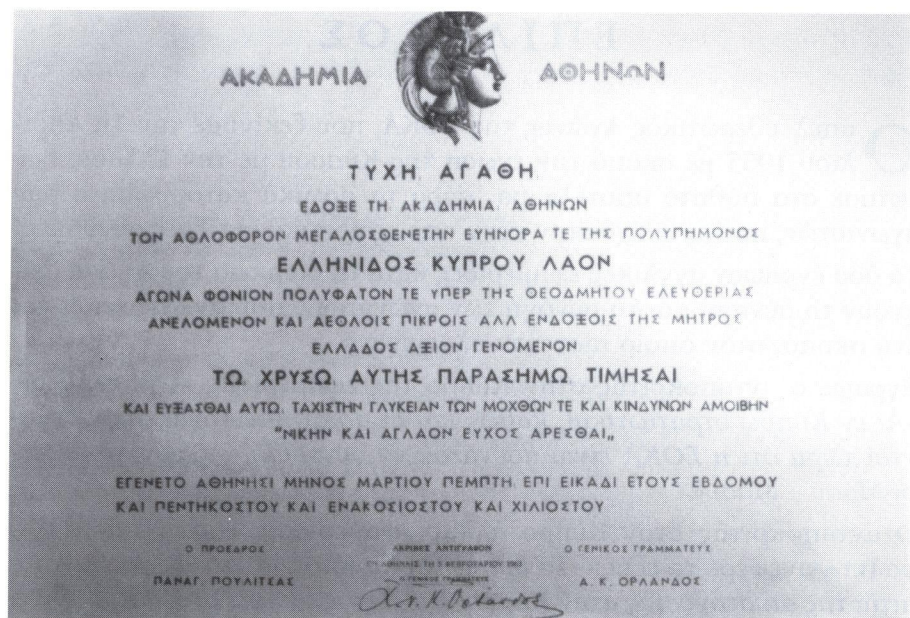 ΑΚΑΔΗΜΙΑ ΑΘΗΝΩΝ
ΤΥΧΗ ΑΓΑΘΗ
ΕΔΟΞΕ ΤΗ ΑΚΑΔΗΜΙΑ ΑΘΗΝΩΝ
ΤΟΝ ΑΘΛΟΦΟΡΟΝ ΜΕΓΑΛΟΣΘΕΝΕΤΗΝ ΕΥΗΝΟΡΑ ΤΕ ΤΗΣ ΠΟΛΥΠΗΜΟΝΟΣ
ΕΛΛΗΝΙΔΟΣ ΚΥΠΡΟΥ ΛΑΟΝ
ΑΓΩΝΑ ΦΟΝΙΟΝ ΠΟΛΥΦΑΤΟΝ ΤΕ ΥΠΕΡ ΤΗΣ ΘΕΟΔΜΗΤΟΥ ΕΛΕΥΘΕΡΙΑΣ
ΑΝΕΛΟΜΕΝΟΝ ΚΑΙ ΑΕΘΛΟΙΣ ΠΙΚΡΟΙΣ ΑΛΛ ΕΝΔΟΞΟΙΣ ΤΗΣ ΜΗΤΡΟΣ
ΕΛΛΑΔΟΣ ΑΞΙΟΝ ΓΕΝΟΜΕΝΟΝ
ΤΩ ΧΡΥΣΩ ΑΥΤΗΣ ΠΑΡΑΣΗΜΩ ΤΙΜΗΣΑΙ
ΚΑΙ ΕΥΞΑΣΘΑΙ ΑΥΤΩ, ΤΑΧΙΣΤΗΝ ΓΛΥΚΕΙΑΝ ΤΩΝ ΜΟΧΘΩΝ ΤΕ ΚΑΙ ΚΙΝΔΥΝΩΝ ΑΜΟΙΒΗΝ
"ΝΙΚΗΝ ΚΑΙ ΑΓΛΑΟΝ ΕΥΧΟΣ ΑΡΕΣΘΑΙ„
ΕΓΕΝΕΤΟ ΑΘΗΝΗΣΙ ΜΗΝΟΣ ΜΑΡΤΙΟΥ ΠΕΜΠΤΗ ΕΠΙ ΕΙΚΑΔΙ ΕΤΟΥΣ ΕΒΔΟΜΟΥ
ΚΑΙ ΠΕΝΤΗΚΟΣΤΟΥ ΚΑΙ ΕΝΑΚΟΣΙΟΣΤΟΥ ΚΑΙ ΧΙΛΙΟΣΤΟΥ
Ο ΠΡΟΕΔΡΟΣ ΑΚΡΙΒΕΣ ΑΝΤΙΓΡΑΦΟΝ Ο ΓΕΝΙΚΟΣ ΓΡΑΜΜΑΤΕΥΣ
Ο ΓΕΝΙΚΟΣ ΓΡΑΜΜΑΤΕΥΣ
ΠΑΝΑΓ. ΠΟΥΛΙΤΣΑΣ Α. Κ. ΟΡΛΑΝΔΟΣ